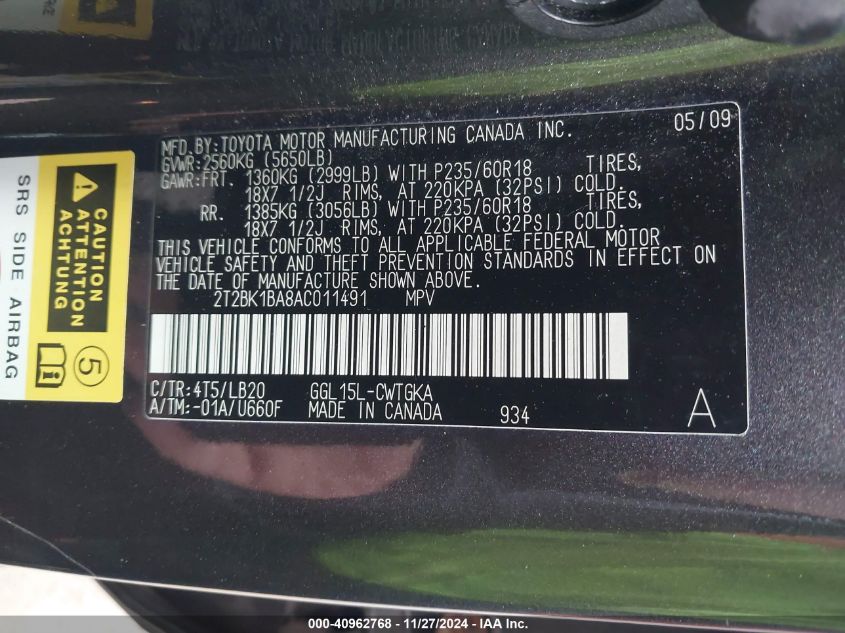 MFD.BY:TOYOTA MOTOR MANUFACTURING CANADA INC. 05/09
GVWR:2560KG (5650LB)
GAWR:FRT. 1360KG (2999LB) WITH P235/60R18 TIRES,
18X7 1/2J RIMS, AT 220KPA (32PSI) COLD.
RR. 1385KG (3056LB) WITH P235/60R18 TIRES,
18X7 1/2J RIMS, AT 220KPA (32PSI) COLD.
THIS VEHICLE CONFORMS TO ALL APPLICABLE FEDERAL MOTOR
VEHICLE SAFETY AND THEFT PREVENTION STANDARDS IN EFFECT ON
THE DATE OF MANUFACTURE SHOWN ABOVE.
2T2BK1BA8AC011491 MPV
C/TR:4T5/LB20 GGL15L-CWTGKA
A/TM:-01A/U660F MADE IN CANADA 934 A
SRS SIDE AIRBAG
CAUTION
ATTENTION
ACHTUNG
5
000-40962768 - 11/27/2024 - IAA Inc.